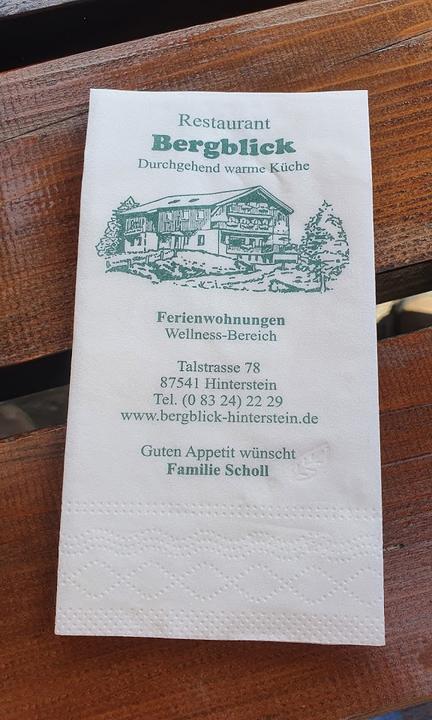 Restaurant
Bergblick
Durchgehend warme Küche
Ferienwohnungen
Wellness-Bereich
Talstrasse 78
87541 Hinterstein
Tel. (0 83 24) 22 29
www.bergblick-hinterstein.de
Guten Appetit wünscht
Familie Scholl